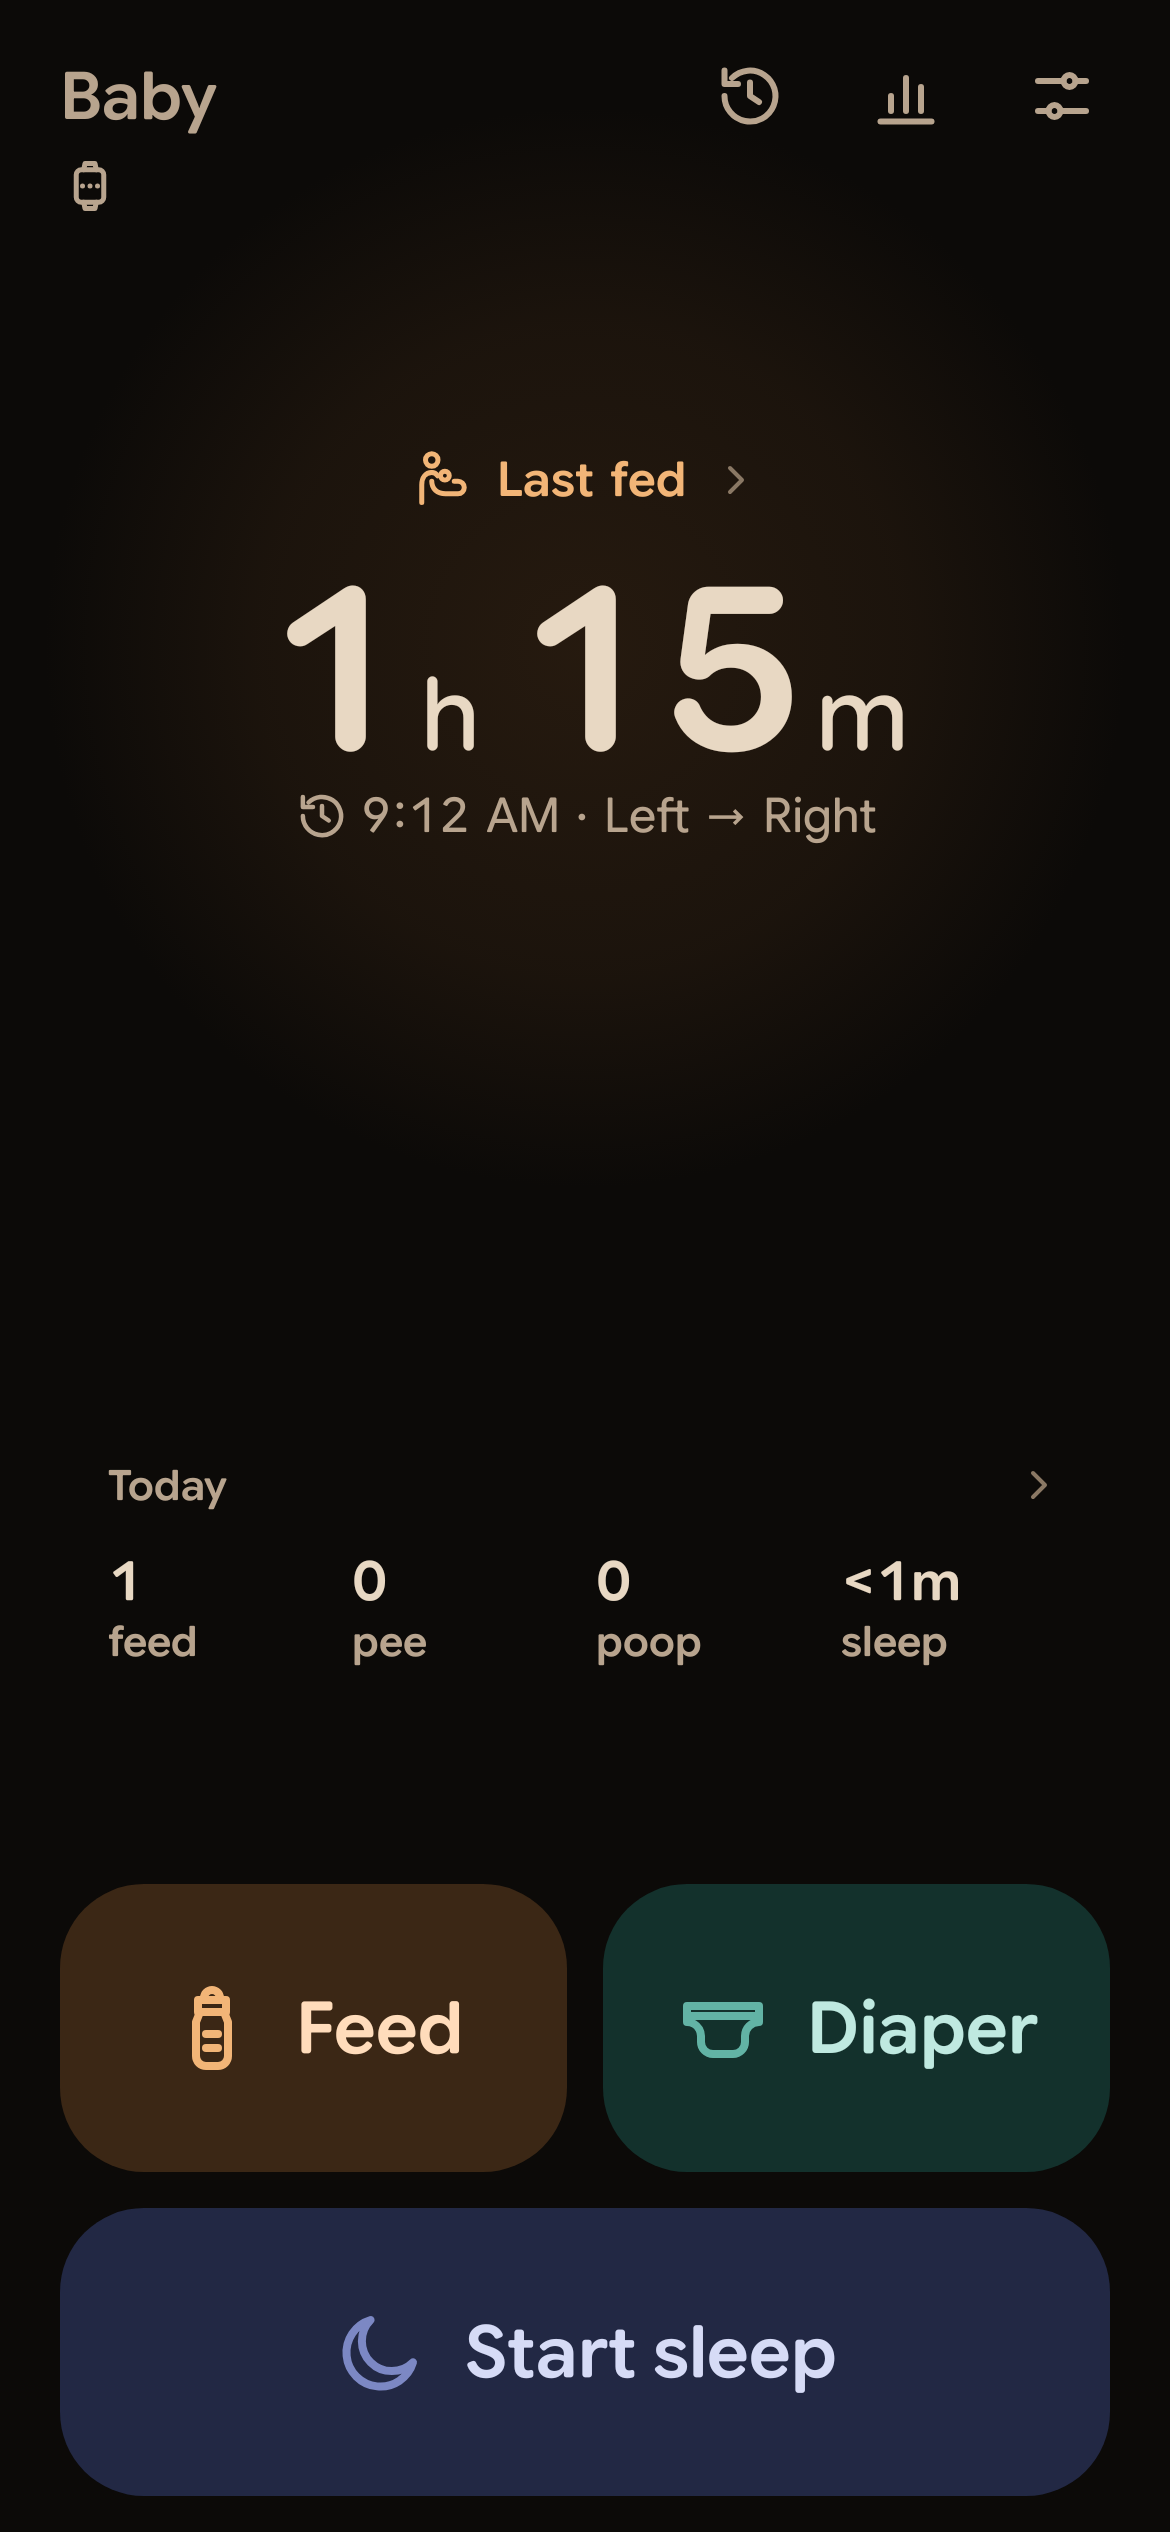 Baby
Last fed
1h 15m
9:12 AM · Left → Right
Today
1 0 0 <1m
feed pee poop sleep
Feed Diaper
Start sleep